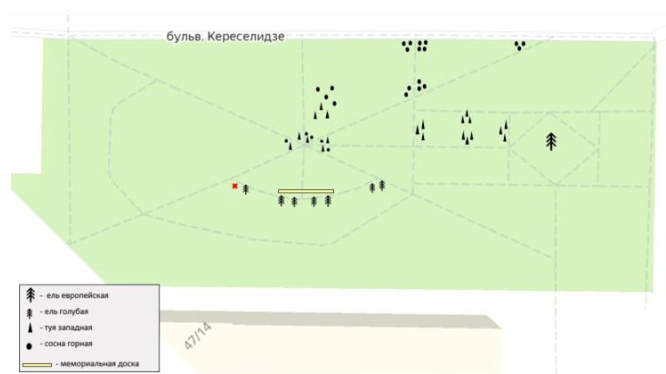 бульв. Кереселидзе
47/14
- ель европейская
- ель голубая
- туя западная
- сосна горная
- мемориальная доска